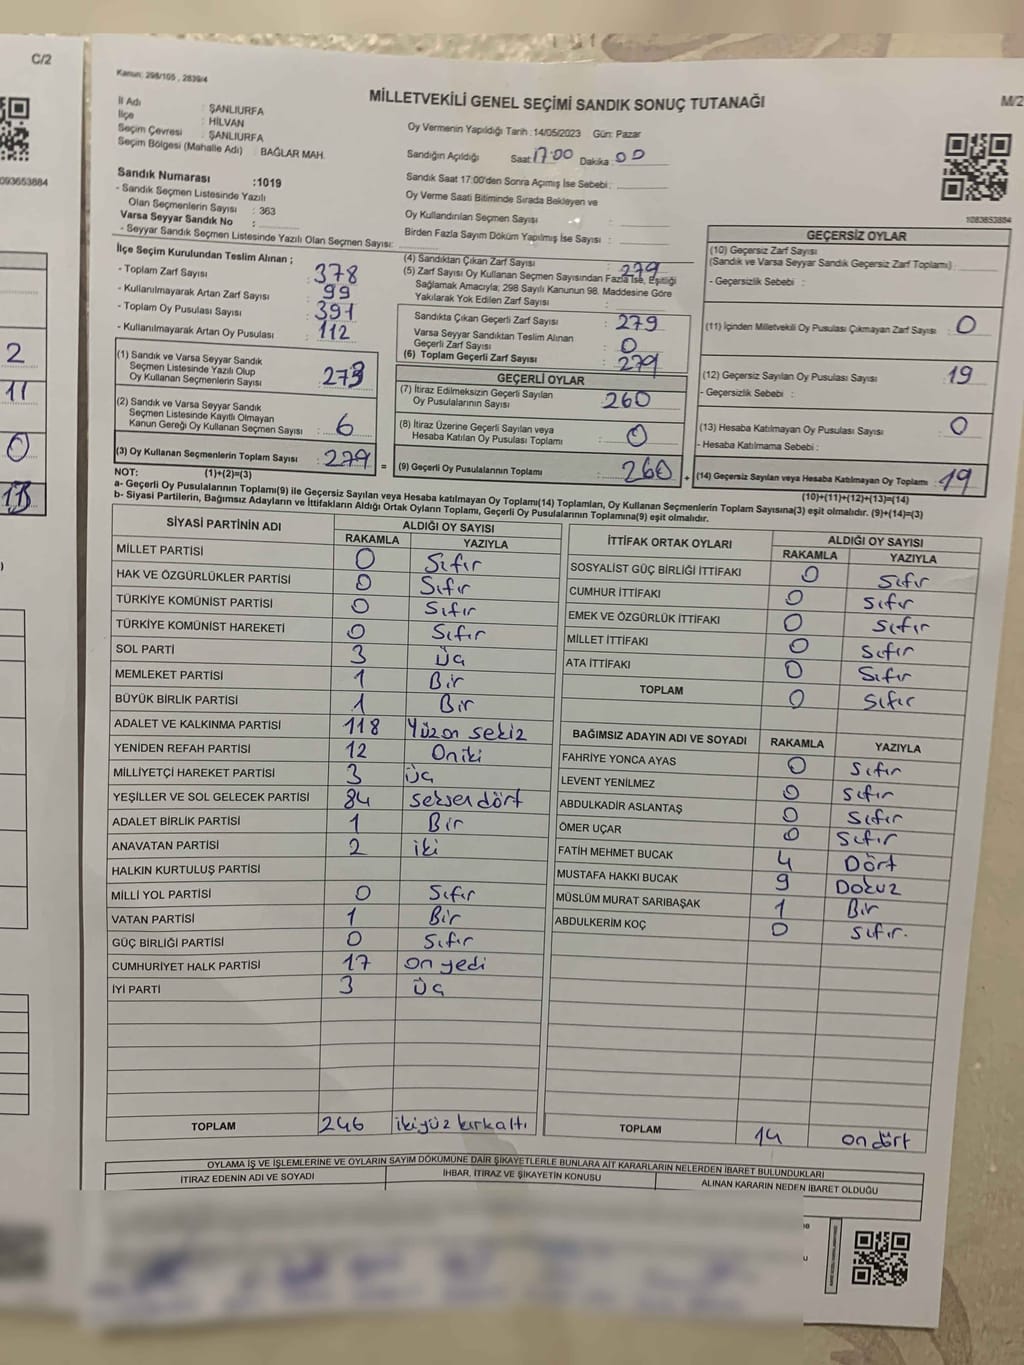 C/2
093653884
2
11
0
13
Kanun: 298/105 , 2839/4
MİLLETVEKİLİ GENEL SEÇİMİ SANDIK SONUÇ TUTANAĞI
M/2
İl Adı : ŞANLIURFA
İlçe : HİLVAN
Seçim Çevresi : ŞANLIURFA
Seçim Bölgesi (Mahalle Adı) : BAĞLAR MAH.
Oy Vermenin Yapıldığı Tarih : 14/05/2023 Gün: Pazar
Sandığın Açıldığı Saat 17:00 Dakika : 00
Sandık Saat 17:00'den Sonra Açımış İse Sebebi :
Oy Verme Saati Bitiminde Sırada Bekleyen ve
Oy Kullandırılan Seçmen Sayısı :
Birden Fazla Sayım Döküm Yapılmış İse Sayısı :
1083653884
Sandık Numarası :1019
- Sandık Seçmen Listesinde Yazılı
Olan Seçmenlerin Sayısı : 363
Varsa Seyyar Sandık No :
- Seyyar Sandık Seçmen Listesinde Yazılı Olan Seçmen Sayısı:
İlçe Seçim Kurulundan Teslim Alınan ;
- Toplam Zarf Sayısı : 378
- Kullanılmayarak Artan Zarf Sayısı : 99
- Toplam Oy Pusulası Sayısı : 391
- Kullanılmayarak Artan Oy Pusulası : 112
(1) Sandık ve Varsa Seyyar Sandık
Seçmen Listesinde Yazılı Olup
Oy Kullanan Seçmenlerin Sayısı : 273
(2) Sandık ve Varsa Seyyar Sandık
Seçmen Listesinde Kayıtlı Olmayan
Kanun Gereği Oy Kullanan Seçmen Sayısı : 6
(3) Oy Kullanan Seçmenlerin Toplam Sayısı : 279 =
(4) Sandıktan Çıkan Zarf Sayısı : 279
(5) Zarf Sayısı Oy Kullanan Seçmen Sayısından Fazla İse, Eşitliği
Sağlamak Amacıyla; 298 Sayılı Kanunun 98. Maddesine Göre
Yakılarak Yok Edilen Zarf Sayısı :
Sandıkta Çıkan Geçerli Zarf Sayısı : 279
Varsa Seyyar Sandıktan Teslim Alınan
Geçerli Zarf Sayısı : 0
(6) Toplam Geçerli Zarf Sayısı : 279
GEÇERLİ OYLAR
(7) İtiraz Edilmeksizin Geçerli Sayılan
Oy Pusulalarının Sayısı : 260
(8) İtiraz Üzerine Geçerli Sayılan veya
Hesaba Katılan Oy Pusulası Toplamı : 0
(9) Geçerli Oy Pusulalarının Toplamı : 260 +
GEÇERSİZ OYLAR
(10) Geçersiz Zarf Sayısı
(Sandık ve Varsa Seyyar Sandık Geçersiz Zarf Toplamı) :
- Geçersizlik Sebebi :
(11) İçinden Milletvekili Oy Pusulası Çıkmayan Zarf Sayısı : 0
(12) Geçersiz Sayılan Oy Pusulası Sayısı : 19
- Geçersizlik Sebebi :
(13) Hesaba Katılmayan Oy Pusulası Sayısı : 0
- Hesaba Katılmama Sebebi :
(14) Geçersiz Sayılan veya Hesaba Katılmayan Oy Toplamı : 19
NOT: (1)+(2)=(3)
(10)+(11)+(12)+(13)=(14)
a- Geçerli Oy Pusulalarının Toplamı(9) ile Geçersiz Sayılan veya Hesaba katılmayan Oy Toplamı(14) Toplamları, Oy Kullanan Seçmenlerin Toplam Sayısına(3) eşit olmalıdır. (9)+(14)=(3)
b- Siyasi Partilerin, Bağımsız Adayların ve İttifakların Aldığı Ortak Oyların Toplamı, Geçerli Oy Pusulalarının Toplamına(9) eşit olmalıdır.
SİYASİ PARTİNİN ADI ALDIĞI OY SAYISI
RAKAMLA YAZIYLA
MİLLET PARTİSİ 0 Sıfır
HAK VE ÖZGÜRLÜKLER PARTİSİ 0 Sıfır
TÜRKİYE KOMÜNİST PARTİSİ 0 Sıfır
TÜRKİYE KOMÜNİST HAREKETİ 0 Sıfır
SOL PARTİ 3 Üç
MEMLEKET PARTİSİ 1 Bir
BÜYÜK BİRLİK PARTİSİ 1 Bir
ADALET VE KALKINMA PARTİSİ 118 Yüzon sekiz
YENİDEN REFAH PARTİSİ 12 Oniki
MİLLİYETÇİ HAREKET PARTİSİ 3 üç
YEŞİLLER VE SOL GELECEK PARTİSİ 84 seksen dört
ADALET BİRLİK PARTİSİ 1 Bir
ANAVATAN PARTİSİ 2 iki
HALKIN KURTULUŞ PARTİSİ
MİLLİ YOL PARTİSİ 0 Sıfır
VATAN PARTİSİ 1 Bir
GÜÇ BİRLİĞİ PARTİSİ 0 Sıfır
CUMHURİYET HALK PARTİSİ 17 on yedi
İYİ PARTİ 3 Üç
TOPLAM 246 ikiyüz kırkaltı
İTTİFAK ORTAK OYLARI ALDIĞI OY SAYISI
RAKAMLA YAZIYLA
SOSYALİST GÜÇ BİRLİĞİ İTTİFAKI 0 Sıfır
CUMHUR İTTİFAKI 0 Sıfır
EMEK VE ÖZGÜRLÜK İTTİFAKI 0 Sıfır
MİLLET İTTİFAKI 0 Sıfır
ATA İTTİFAKI 0 Sıfır
TOPLAM 0 Sıfır
BAĞIMSIZ ADAYIN ADI VE SOYADI RAKAMLA YAZIYLA
FAHRİYE YONCA AYAS 0 Sıfır
LEVENT YENİLMEZ 0 Sıfır
ABDULKADİR ASLANTAŞ 0 Sıfır
ÖMER UÇAR 0 Sıfır
FATİH MEHMET BUCAK 4 Dört
MUSTAFA HAKKI BUCAK 9 Dokuz
MÜSLÜM MURAT SARIBAŞAK 1 Bir
ABDULKERİM KOÇ 0 Sıfır.
TOPLAM 14 on dört
OYLAMA İŞ VE İŞLEMLERİNE VE OYLARIN SAYIM DÖKÜMÜNE DAİR ŞİKAYETLERLE BUNLARA AİT KARARLARIN NELERDEN İBARET BULUNDUKLARI
İTİRAZ EDENİN ADI VE SOYADI İHBAR, İTİRAZ VE ŞİKAYETİN KONUSU ALINAN KARARIN NEDEN İBARET OLDUĞU